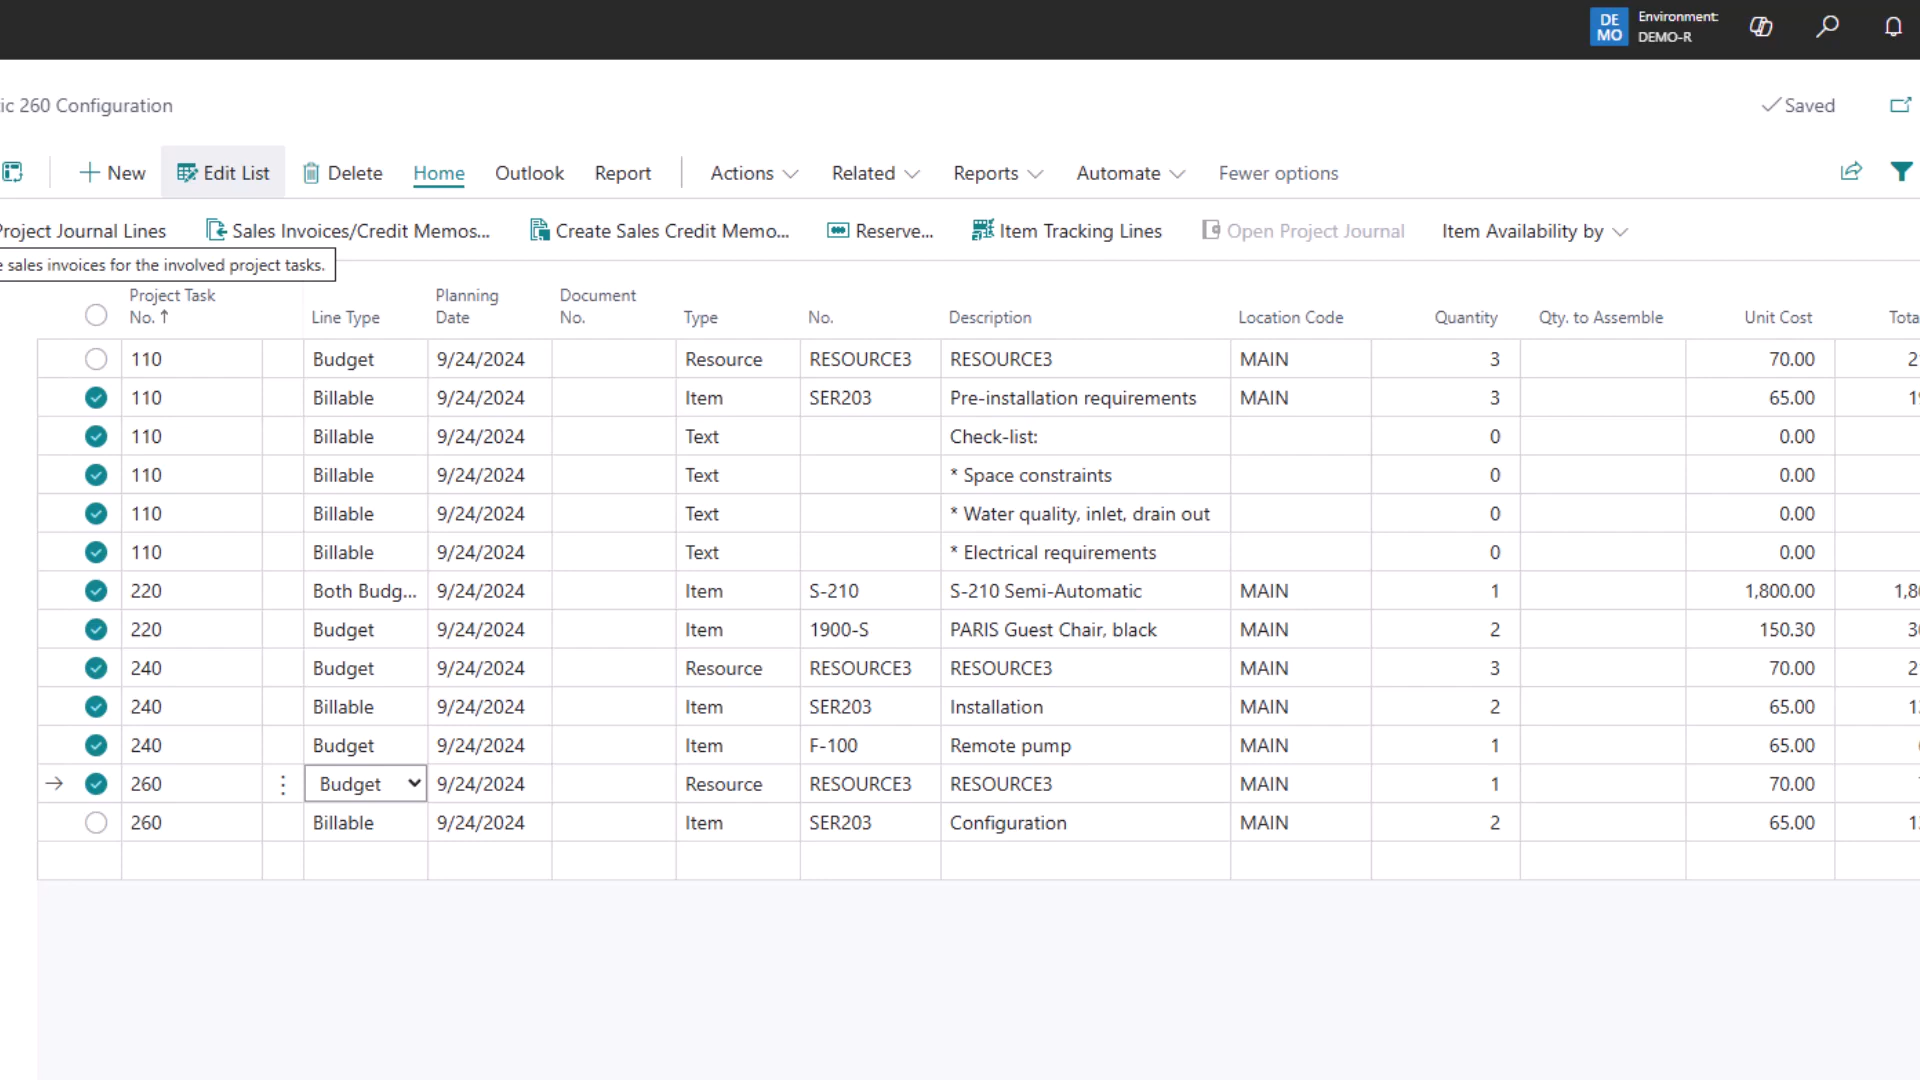 DE
MO
Environment:
DEMO-R
ic 260 Configuration
Saved
New
Edit List
Delete
Home
Outlook
Report
Actions
Related
Reports
Automate
Fewer options
Project Journal Lines
Sales Invoices/Credit Memos...
Create Sales Credit Memo...
Reserve...
Item Tracking Lines
Open Project Journal
Item Availability by
e sales invoices for the involved project tasks.
Project Task No. ↑ Line Type Planning Date Document No. Type No. Description Location Code Quantity Qty. to Assemble Unit Cost Tota
110 Budget 9/24/2024 Resource RESOURCE3 RESOURCE3 MAIN 3 70.00 2
110 Billable 9/24/2024 Item SER203 Pre-installation requirements MAIN 3 65.00 19
110 Billable 9/24/2024 Text Check-list: 0 0.00
110 Billable 9/24/2024 Text * Space constraints 0 0.00
110 Billable 9/24/2024 Text * Water quality, inlet, drain out 0 0.00
110 Billable 9/24/2024 Text * Electrical requirements 0 0.00
220 Both Budg... 9/24/2024 Item S-210 S-210 Semi-Automatic MAIN 1 1,800.00 1,80
220 Budget 9/24/2024 Item 1900-S PARIS Guest Chair, black MAIN 2 150.30 30
240 Budget 9/24/2024 Resource RESOURCE3 RESOURCE3 MAIN 3 70.00 2
240 Billable 9/24/2024 Item SER203 Installation MAIN 2 65.00 13
240 Budget 9/24/2024 Item F-100 Remote pump MAIN 1 65.00
260 Budget 9/24/2024 Resource RESOURCE3 RESOURCE3 MAIN 1 70.00
260 Billable 9/24/2024 Item SER203 Configuration MAIN 2 65.00 13